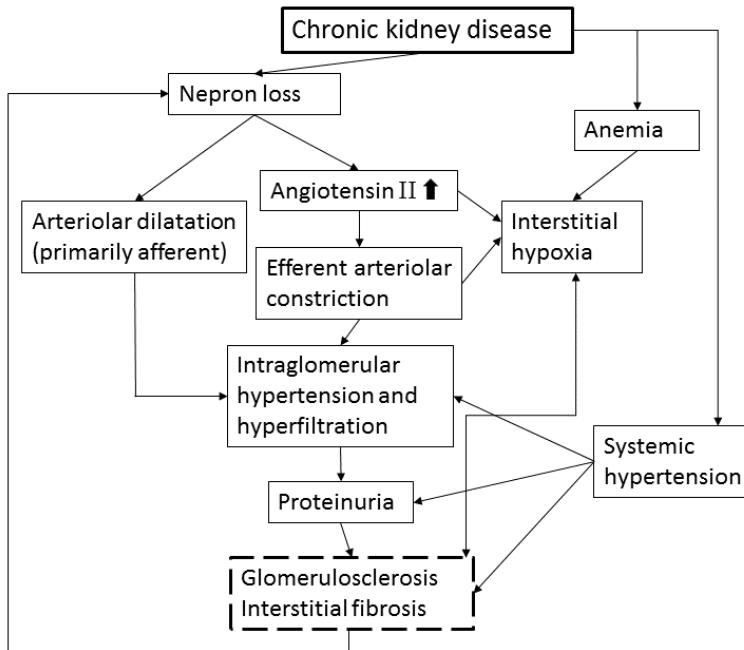 Chronic kidney disease
Nepron loss
Anemia
Angiotensin II ⬆
Arteriolar dilatation
(primarily afferent)
Interstitial
hypoxia
Efferent arteriolar
constriction
Intraglomerular
hypertension and
hyperfiltration
Systemic
hypertension
Proteinuria
Glomerulosclerosis
Interstitial fibrosis